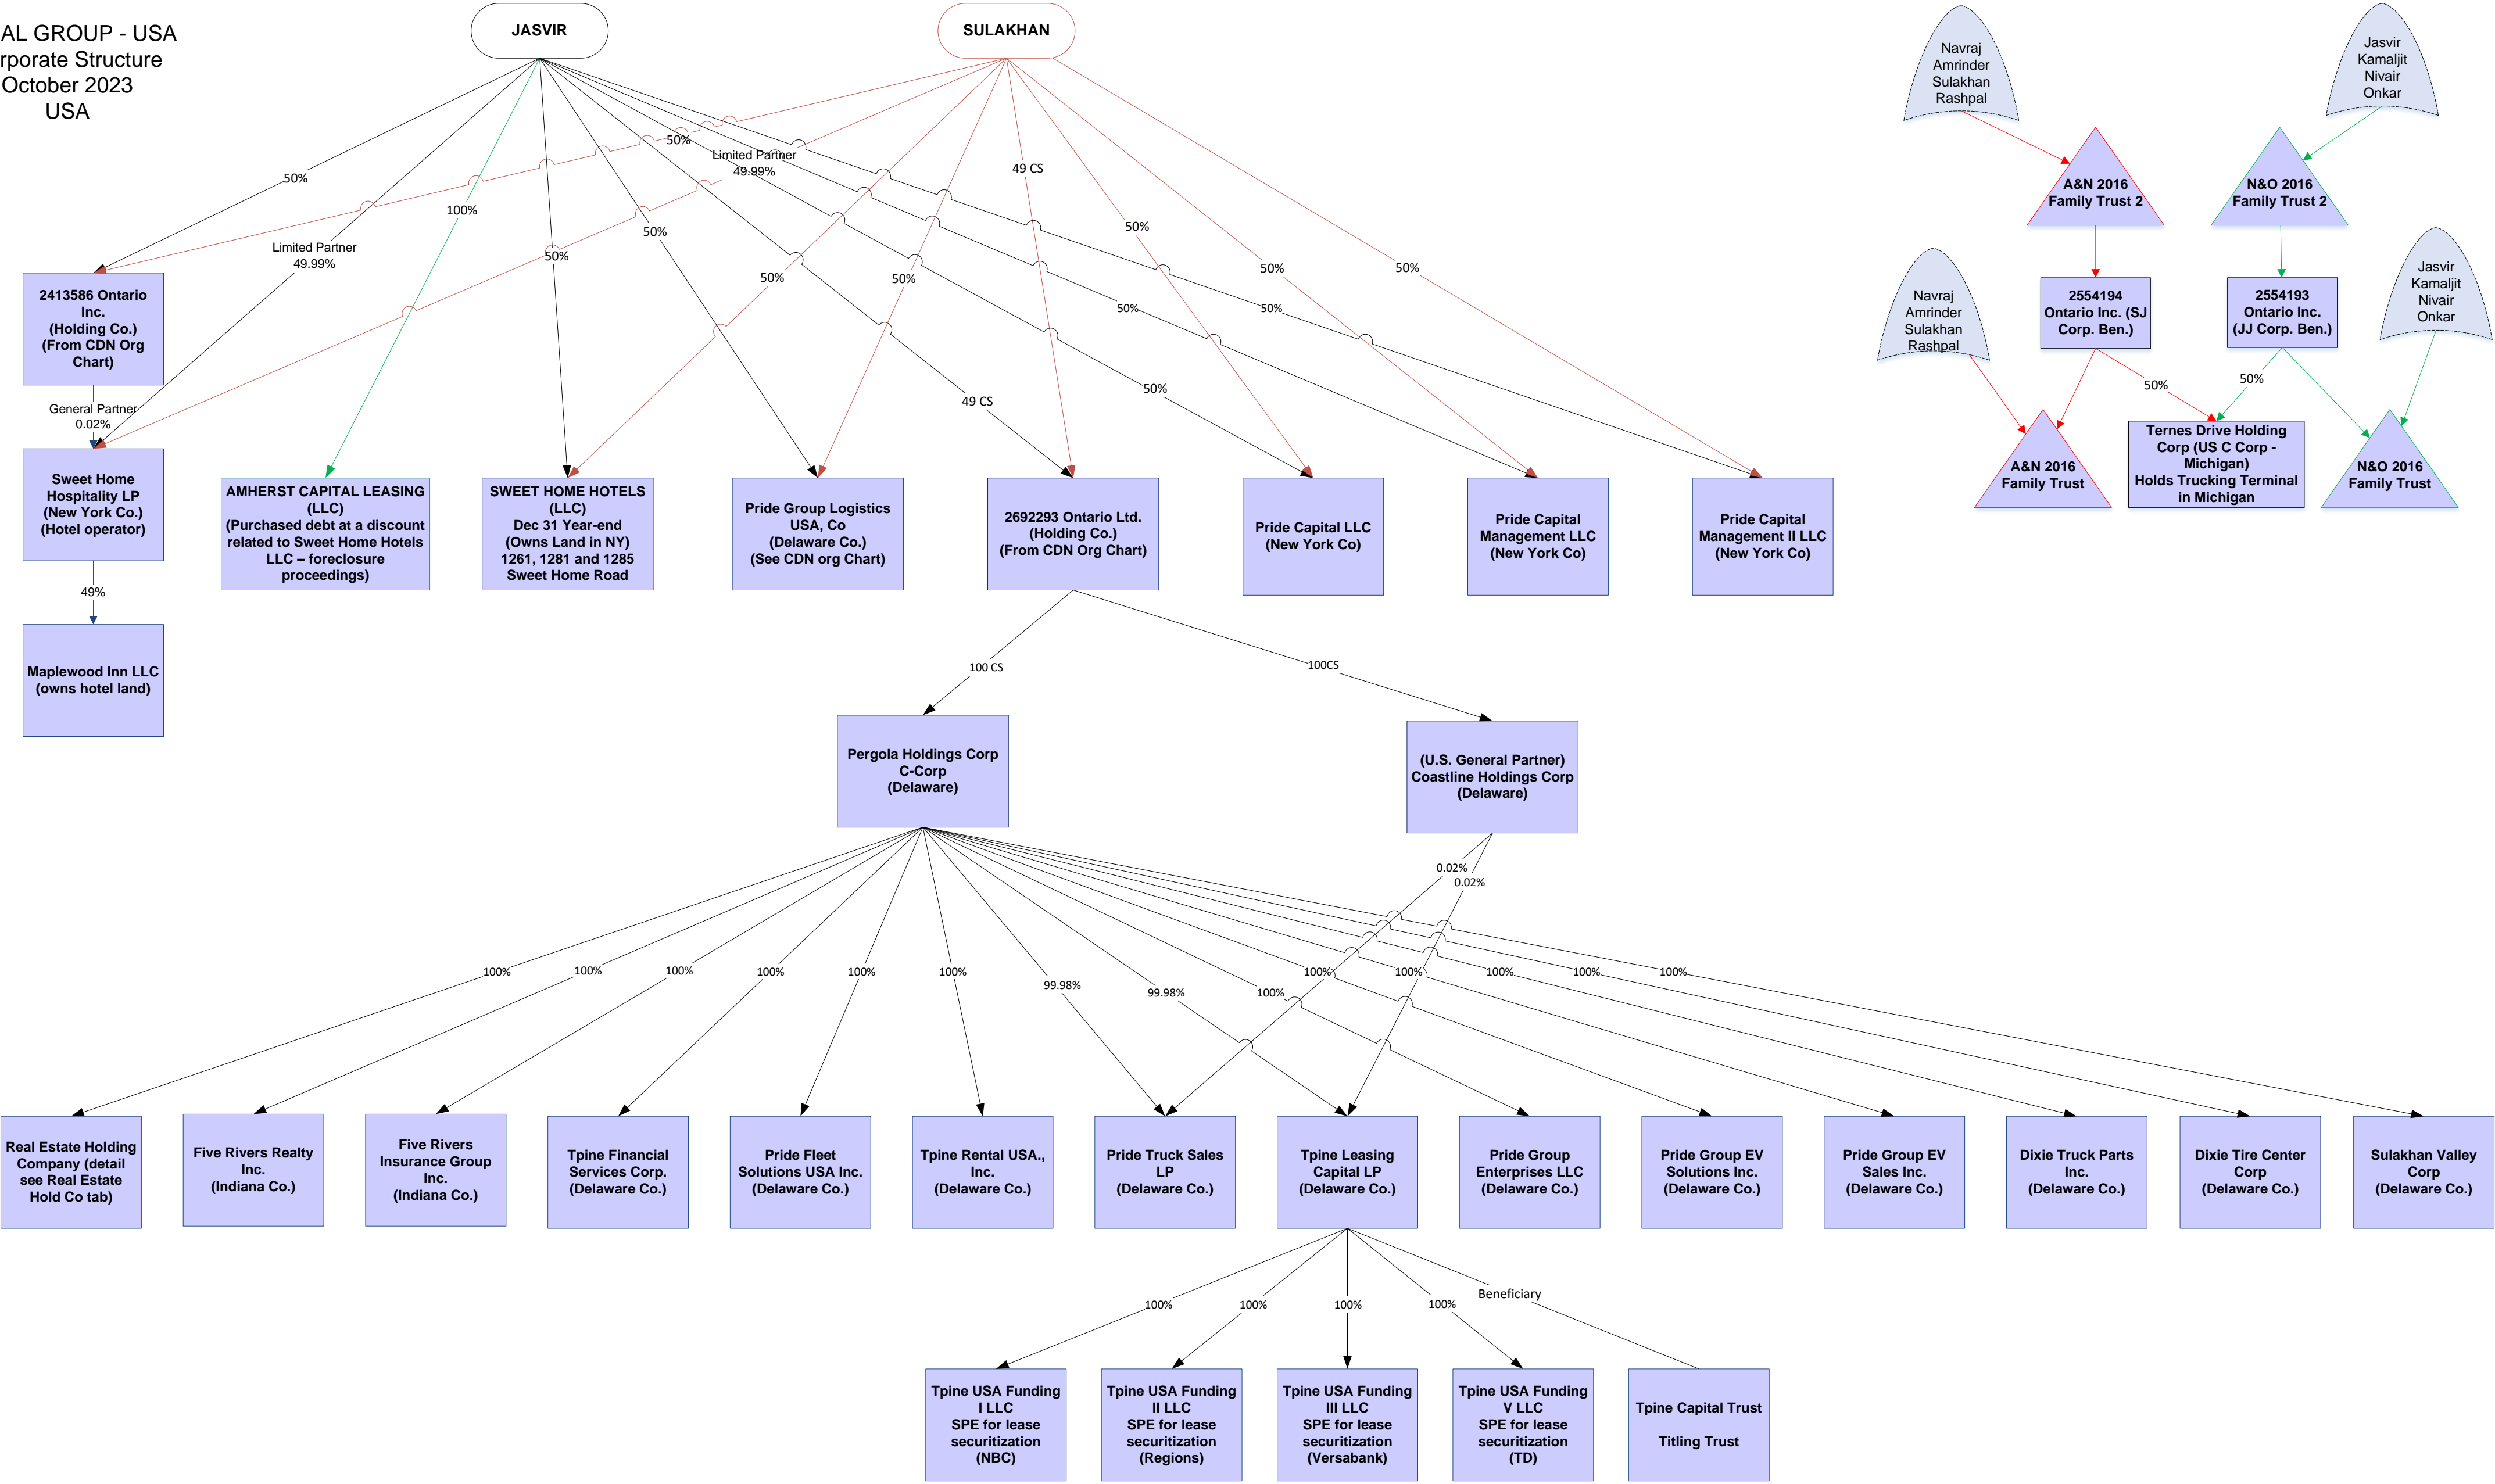 AL GROUP - USA
rporate Structure
October 2023
USA
JASVIR
SULAKHAN
Navraj
Amrinder
Sulakhan
Rashpal
Jasvir
Kamaljit
Nivair
Onkar
A&N 2016
Family Trust 2
N&O 2016
Family Trust 2
Navraj
Amrinder
Sulakhan
Rashpal
Jasvir
Kamaljit
Nivair
Onkar
2554194
Ontario Inc. (SJ
Corp. Ben.)
2554193
Ontario Inc.
(JJ Corp. Ben.)
50%
50%
A&N 2016
Family Trust
Ternes Drive Holding
Corp (US C Corp -
Michigan)
Holds Trucking Terminal
in Michigan
N&O 2016
Family Trust
50%
50%
Limited Partner
49.99%
49 CS
100%
50%
50%
Limited Partner
49.99%
50%
50%
50%
50%
50%
50%
50%
49 CS
50%
2413586 Ontario
Inc.
(Holding Co.)
(From CDN Org
Chart)
General Partner
0.02%
Sweet Home
Hospitality LP
(New York Co.)
(Hotel operator)
49%
Maplewood Inn LLC
(owns hotel land)
AMHERST CAPITAL LEASING
(LLC)
(Purchased debt at a discount
related to Sweet Home Hotels
LLC – foreclosure
proceedings)
SWEET HOME HOTELS
(LLC)
Dec 31 Year-end
(Owns Land in NY)
1261, 1281 and 1285
Sweet Home Road
Pride Group Logistics
USA, Co
(Delaware Co.)
(See CDN org Chart)
2692293 Ontario Ltd.
(Holding Co.)
(From CDN Org Chart)
Pride Capital LLC
(New York Co)
Pride Capital
Management LLC
(New York Co)
Pride Capital
Management II LLC
(New York Co)
100 CS
100CS
Pergola Holdings Corp
C-Corp
(Delaware)
(U.S. General Partner)
Coastline Holdings Corp
(Delaware)
0.02%
0.02%
100%
100%
100%
100%
100%
100%
99.98%
99.98%
100%
100%
100%
100%
100%
100%
Real Estate Holding
Company (detail
see Real Estate
Hold Co tab)
Five Rivers Realty
Inc.
(Indiana Co.)
Five Rivers
Insurance Group
Inc.
(Indiana Co.)
Tpine Financial
Services Corp.
(Delaware Co.)
Pride Fleet
Solutions USA Inc.
(Delaware Co.)
Tpine Rental USA.,
Inc.
(Delaware Co.)
Pride Truck Sales
LP
(Delaware Co.)
Tpine Leasing
Capital LP
(Delaware Co.)
Pride Group
Enterprises LLC
(Delaware Co.)
Pride Group EV
Solutions Inc.
(Delaware Co.)
Pride Group EV
Sales Inc.
(Delaware Co.)
Dixie Truck Parts
Inc.
(Delaware Co.)
Dixie Tire Center
Corp
(Delaware Co.)
Sulakhan Valley
Corp
(Delaware Co.)
100%
100%
100%
100%
Beneficiary
Tpine USA Funding
I LLC
SPE for lease
securitization
(NBC)
Tpine USA Funding
II LLC
SPE for lease
securitization
(Regions)
Tpine USA Funding
III LLC
SPE for lease
securitization
(Versabank)
Tpine USA Funding
V LLC
SPE for lease
securitization
(TD)
Tpine Capital Trust
Titling Trust